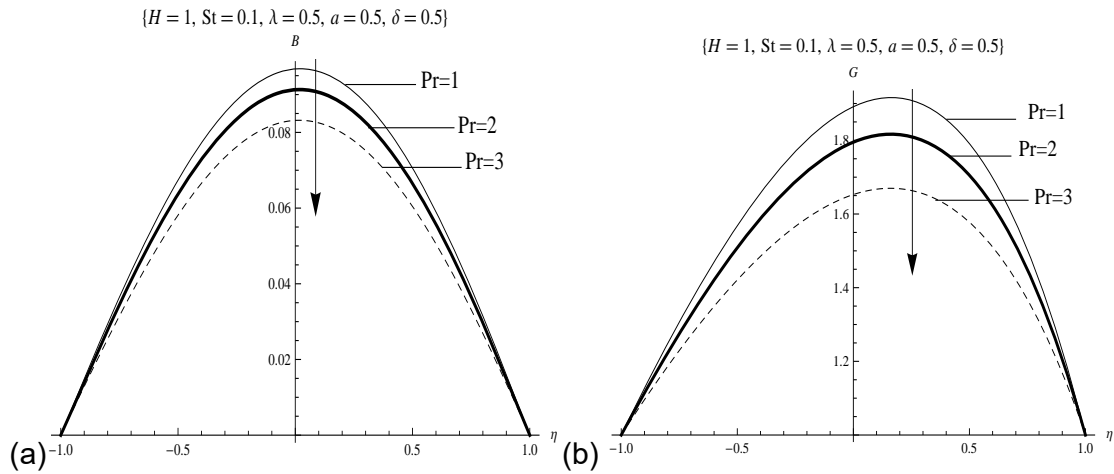 {H = 1, St = 0.1, λ = 0.5, a = 0.5, δ = 0.5}
B
Pr=1
Pr=2
Pr=3
0.08
0.06
0.04
0.02
−1.0 −0.5 0.5 1.0 η
(a)
{H = 1, St = 0.1, λ = 0.5, a = 0.5, δ = 0.5}
G
Pr=1
Pr=2
Pr=3
1.8
1.6
1.4
1.2
−1.0 −0.5 0.5 1.0 η
(b)